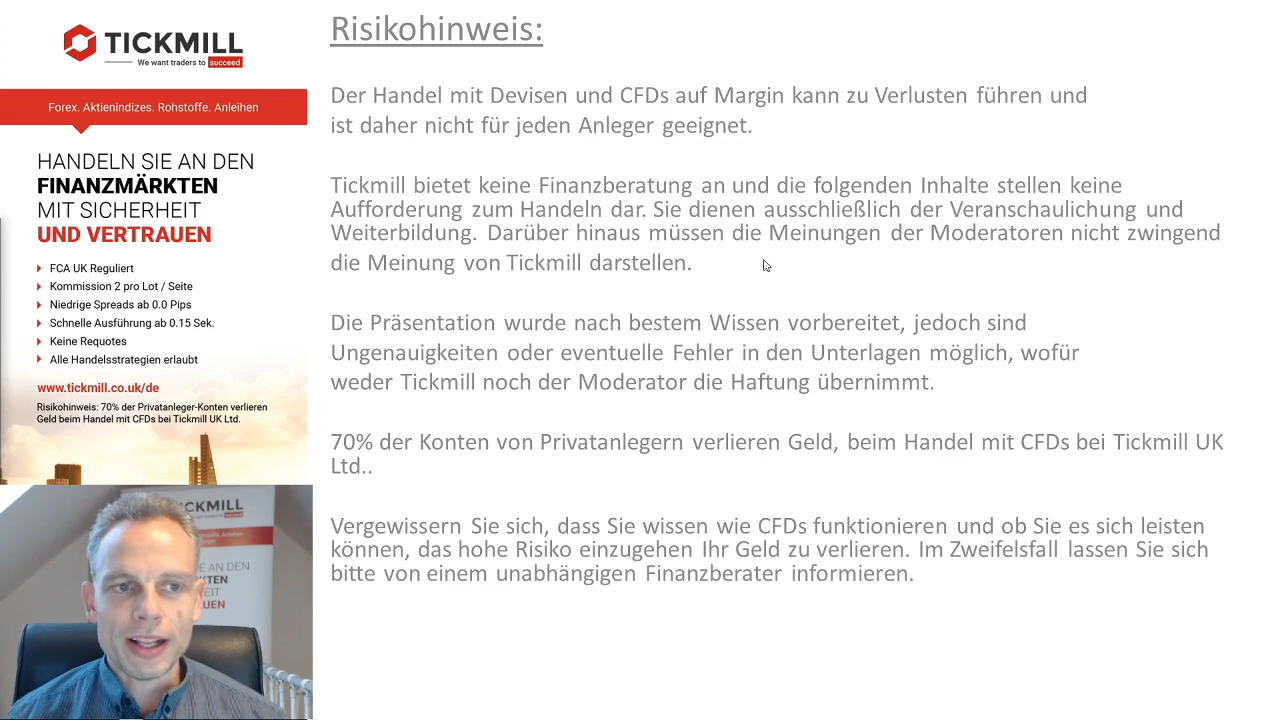 TICKMILL
We want traders to succeed
Forex. Aktienindizes. Rohstoffe. Anleihen
HANDELN SIE AN DEN
FINANZMÄRKTEN
MIT SICHERHEIT
UND VERTRAUEN
FCA UK Reguliert
Kommission 2 pro Lot / Seite
Niedrige Spreads ab 0.0 Pips
Schnelle Ausführung ab 0.15 Sek.
Keine Requotes
Alle Handelsstrategien erlaubt
www.tickmill.co.uk/de
Risikohinweis: 70% der Privatanleger-Konten verlieren
Geld beim Handel mit CFDs bei Tickmill UK Ltd.
Risikohinweis:
Der Handel mit Devisen und CFDs auf Margin kann zu Verlusten führen und
ist daher nicht für jeden Anleger geeignet.
Tickmill bietet keine Finanzberatung an und die folgenden Inhalte stellen keine
Aufforderung zum Handeln dar. Sie dienen ausschließlich der Veranschaulichung und
Weiterbildung. Darüber hinaus müssen die Meinungen der Moderatoren nicht zwingend
die Meinung von Tickmill darstellen.
Die Präsentation wurde nach bestem Wissen vorbereitet, jedoch sind
Ungenauigkeiten oder eventuelle Fehler in den Unterlagen möglich, wofür
weder Tickmill noch der Moderator die Haftung übernimmt.
70% der Konten von Privatanlegern verlieren Geld, beim Handel mit CFDs bei Tickmill UK
Ltd..
Vergewissern Sie sich, dass Sie wissen wie CFDs funktionieren und ob Sie es sich leisten
können, das hohe Risiko einzugehen Ihr Geld zu verlieren. Im Zweifelsfall lassen Sie sich
bitte von einem unabhängigen Finanzberater informieren.
CKMILL
IE AN DEN
KTEN
EIT
UEN